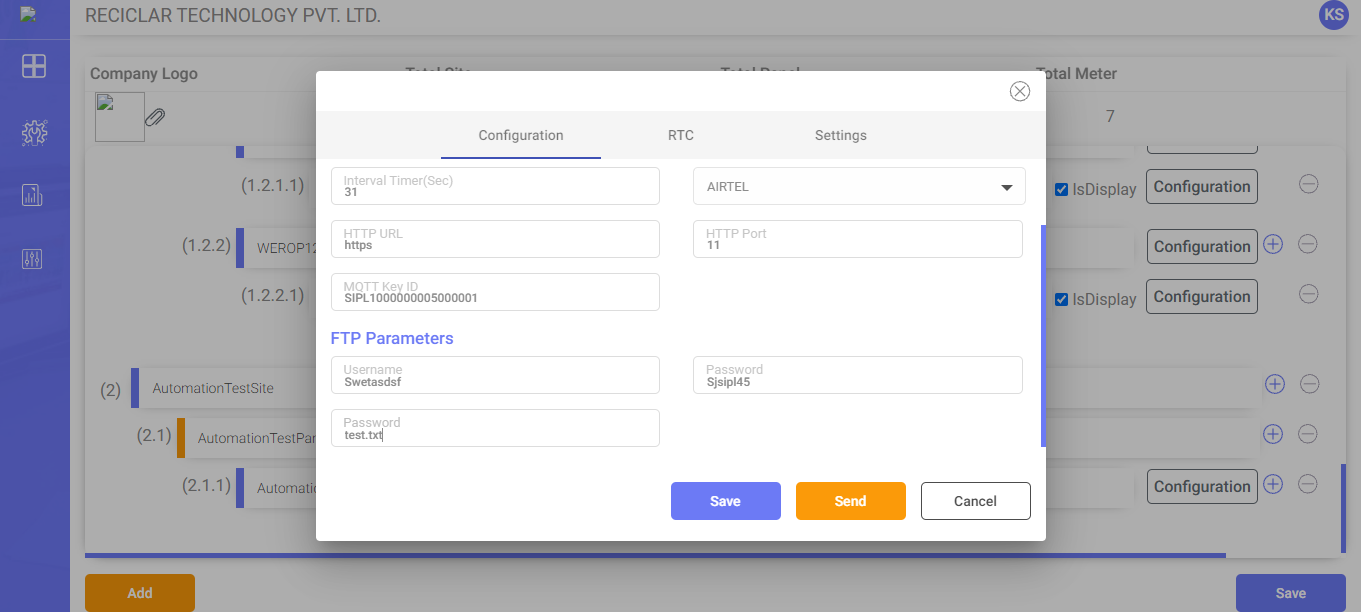 RECICLAR TECHNOLOGY PVT. LTD.
KS
Company Logo
Total Meter
7
Configuration
RTC
Settings
Interval Timer(Sec)
31
AIRTEL
HTTP URL
https
HTTP Port
11
MQTT Key ID
SIPL1000000005000001
FTP Parameters
Username
Swetasdsf
Password
Sjsipl45
Password
test.txt
Save
Send
Cancel
(1.2.1.1)
IsDisplay
Configuration
(1.2.2)
WEROP12
Configuration
(1.2.2.1)
IsDisplay
Configuration
(2)
AutomationTestSite
(2.1)
AutomationTestPar
(2.1.1)
Automatio
Configuration
Add
Save